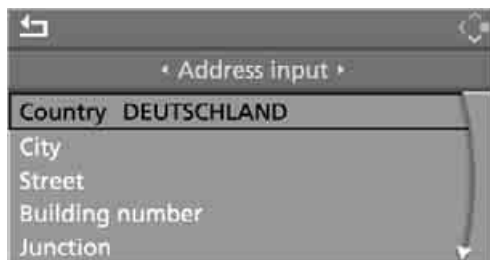 Address input
Country DEUTSCHLAND
City
Street
Building number
Junction